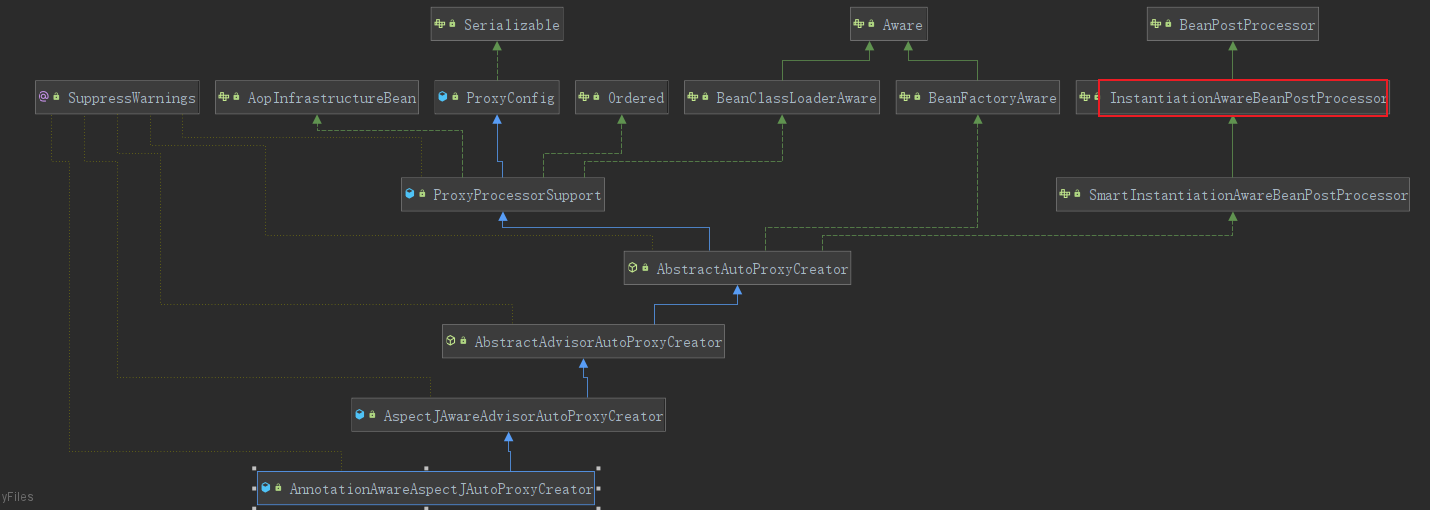 Serializable
Aware
BeanPostProcessor
SuppressWarnings
AopInfrastructureBean
ProxyConfig
Ordered
BeanClassLoaderAware
BeanFactoryAware
InstantiationAwareBeanPostProcessor
ProxyProcessorSupport
SmartInstantiationAwareBeanPostProcessor
AbstractAutoProxyCreator
AbstractAdvisorAutoProxyCreator
AspectJAwareAdvisorAutoProxyCreator
AnnotationAwareAspectJAutoProxyCreator
yFiles